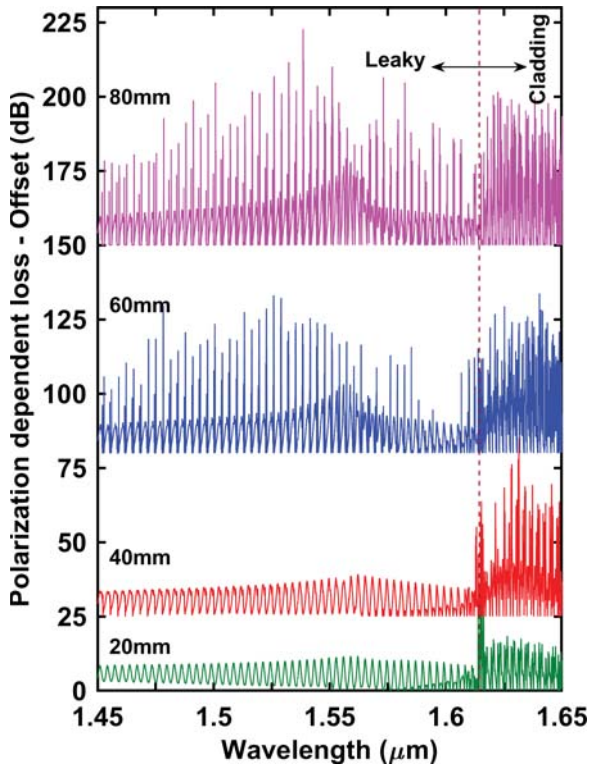 225
Leaky
Cladding
200
80mm
175
150
125
60mm
100
75
50
40mm
25
20mm
0
1.45
1.5
1.55
1.6
1.65
Wavelength (μm)
Polarization dependent loss - Offset (dB)